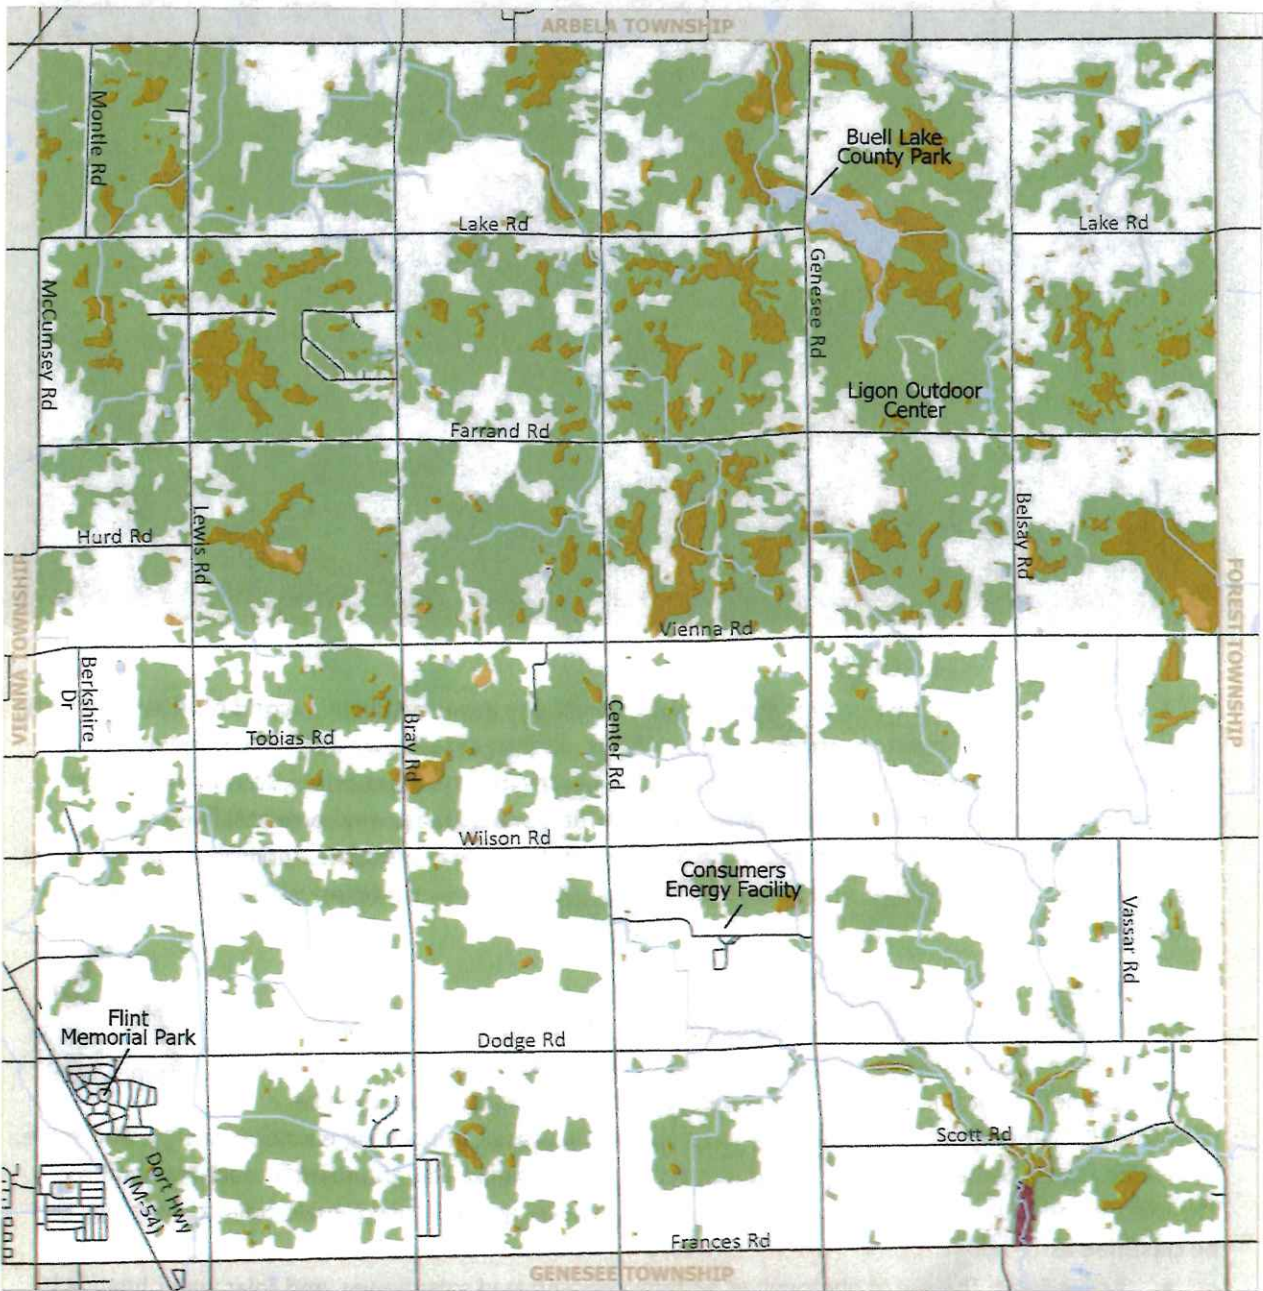 ARBELA TOWNSHIP
Montle Rd
Buell Lake
County Park
Lake Rd
Lake Rd
McCumsey Rd
Genesee Rd
Ligon Outdoor
Center
Farrand Rd
Hurd Rd
Lewis Rd
Belsay Rd
VIENNA TOWNSHIP
FOREST TOWNSHIP
Vienna Rd
Berkshire
Dr
Tobias Rd
Bray Rd
Center Rd
Wilson Rd
Consumers
Energy Facility
Vassar Rd
Flint
Memorial Park
Dodge Rd
Scott Rd
Dort Hwy
(M-54)
Frances Rd
GENESEE TOWNSHIP